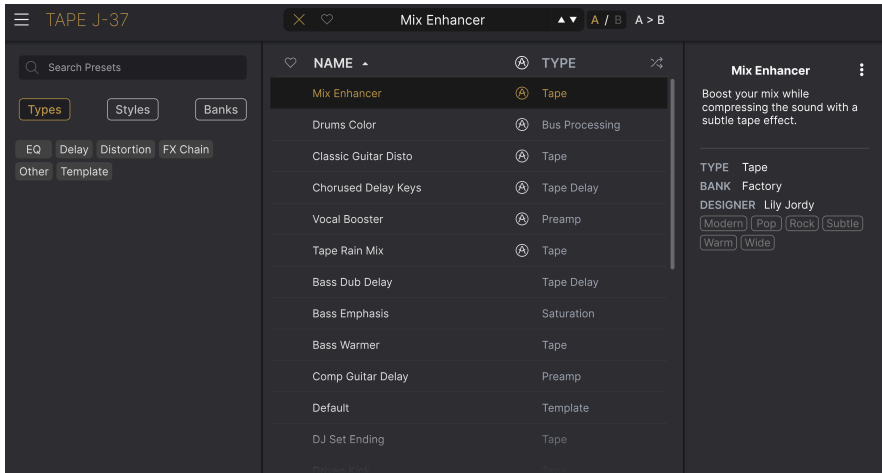 TAPE J-37
Mix Enhancer
A / B A > B
Search Presets
Types Styles Banks
EQ Delay Distortion FX Chain
Other Template
NAME TYPE
Mix Enhancer Tape
Drums Color Bus Processing
Classic Guitar Disto Tape
Chorused Delay Keys Tape Delay
Vocal Booster Preamp
Tape Rain Mix Tape
Bass Dub Delay Tape Delay
Bass Emphasis Saturation
Bass Warmer Tape
Comp Guitar Delay Preamp
Default Template
DJ Set Ending Tape
Mix Enhancer
Boost your mix while
compressing the sound with a
subtle tape effect.
TYPE Tape
BANK Factory
DESIGNER Lily Jordy
Modern Pop Rock Subtle
Warm Wide